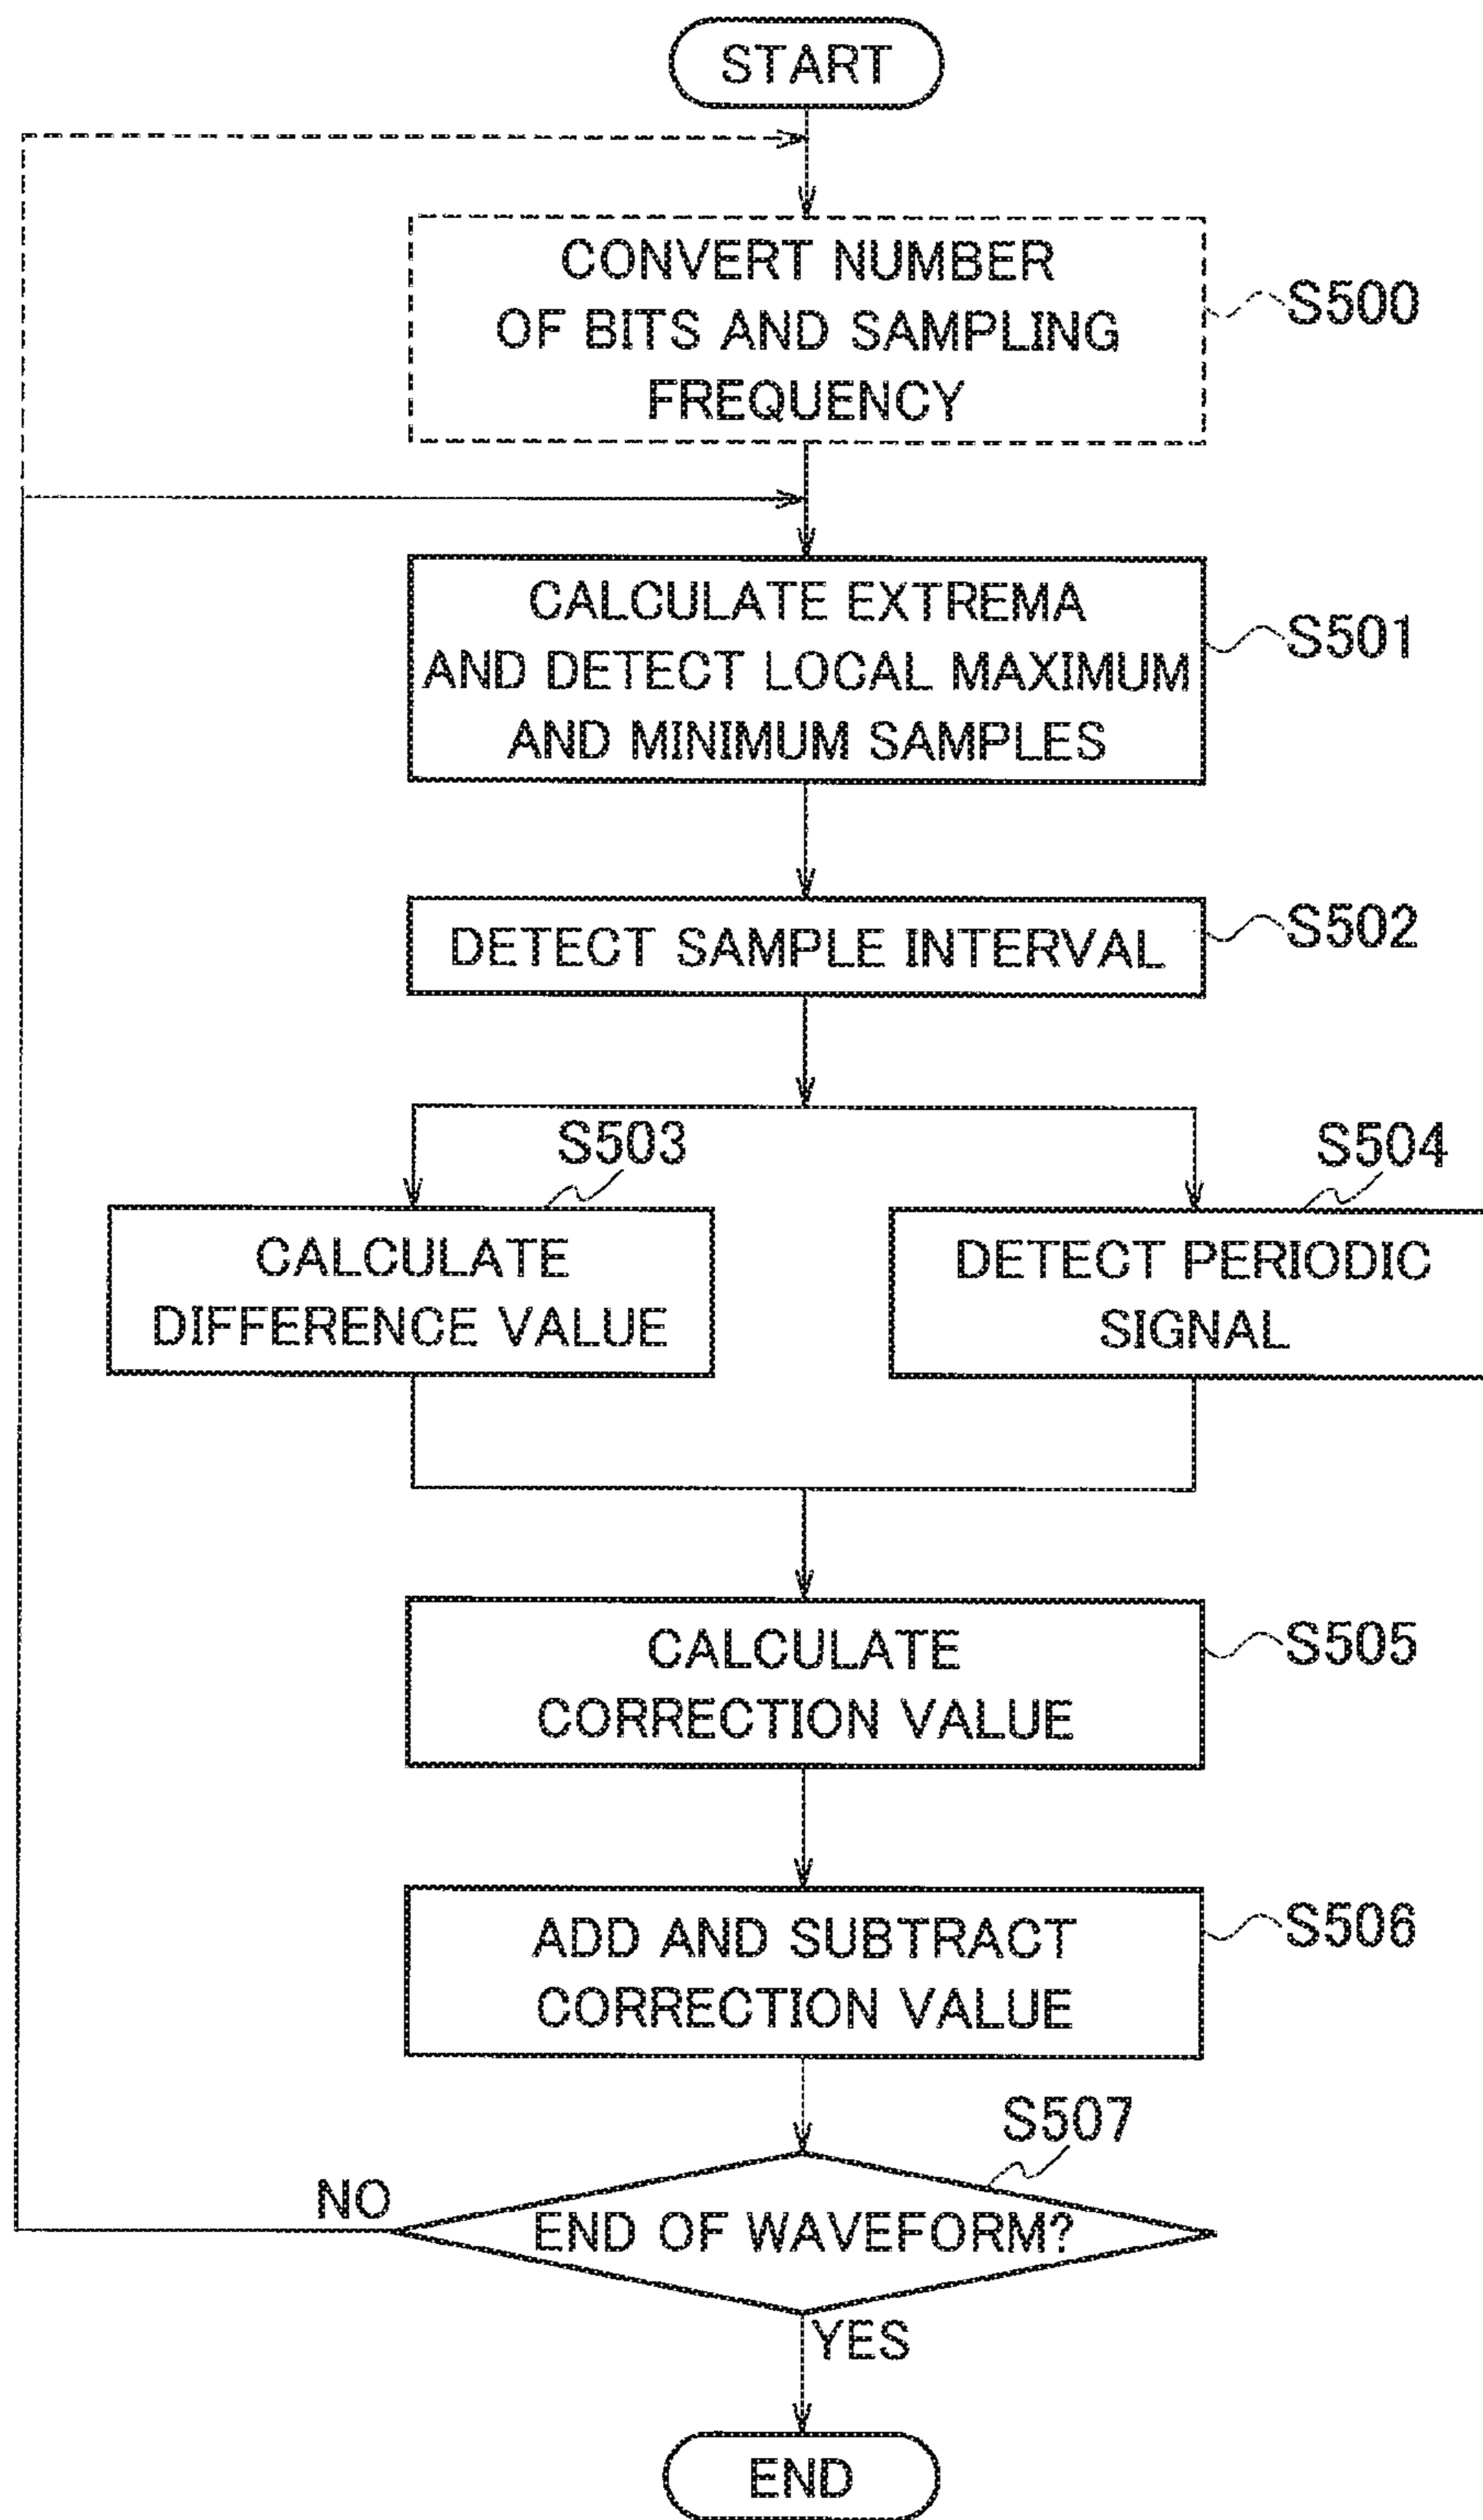 START
CONVERT NUMBER
OF BITS AND SAMPLING
FREQUENCY
S500
CALCULATE EXTREMA
AND DETECT LOCAL MAXIMUM
AND MINIMUM SAMPLES
S501
DETECT SAMPLE INTERVAL
S502
S503
CALCULATE
DIFFERENCE VALUE
S504
DETECT PERIODIC
SIGNAL
CALCULATE
CORRECTION VALUE
S505
ADD AND SUBTRACT
CORRECTION VALUE
S506
S507
NO
END OF WAVEFORM?
YES
END